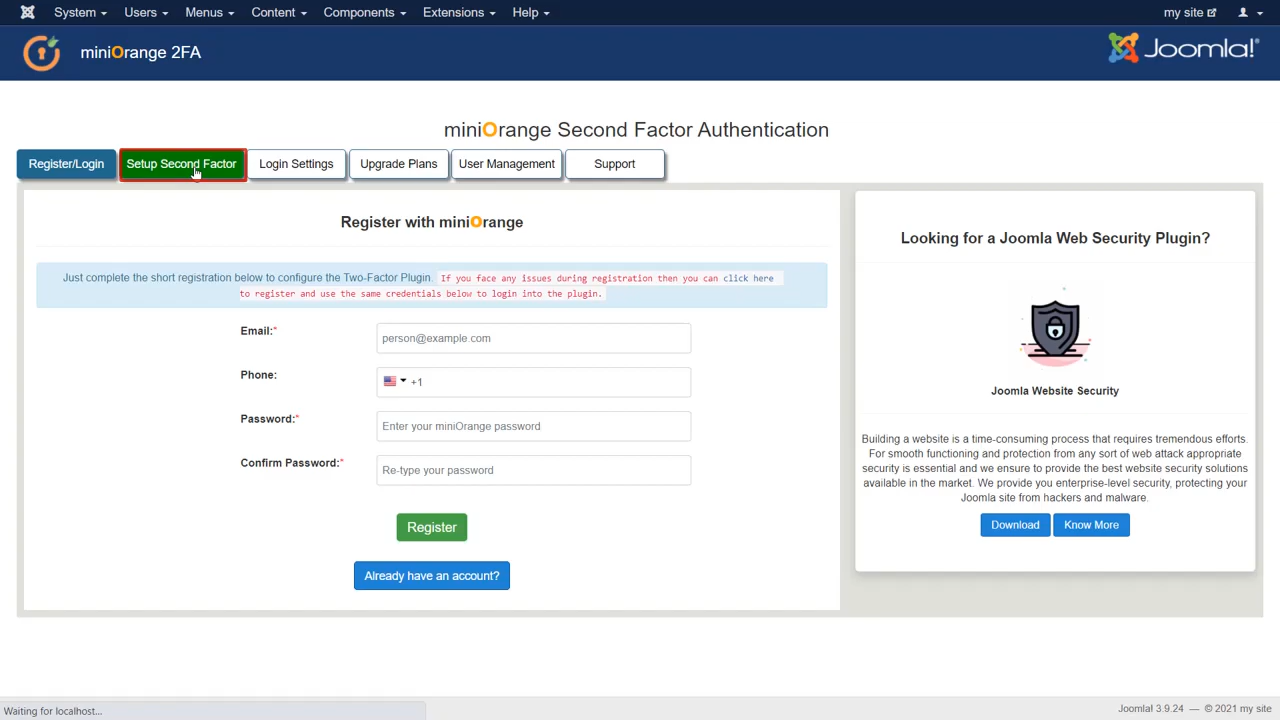 System Users Menus Content Components Extensions Help my site
miniOrange 2FA Joomla!®
miniOrange Second Factor Authentication
Register/Login Setup Second Factor Login Settings Upgrade Plans User Management Support
Register with miniOrange
Just complete the short registration below to configure the Two-Factor Plugin. If you face any issues during registration then you can click here
to register and use the same credentials below to login into the plugin.
Email:*
person@example.com
Phone:
+1
Password:*
Enter your miniOrange password
Confirm Password:*
Re-type your password
Register
Already have an account?
Looking for a Joomla Web Security Plugin?
Joomla Website Security
Building a website is a time-consuming process that requires tremendous efforts.
For smooth functioning and protection from any sort of web attack appropriate
security is essential and we ensure to provide the best website security solutions
available in the market. We provide you enterprise-level security, protecting your
Joomla site from hackers and malware.
Download Know More
Waiting for localhost...
Joomla! 3.9.24 — © 2021 my site